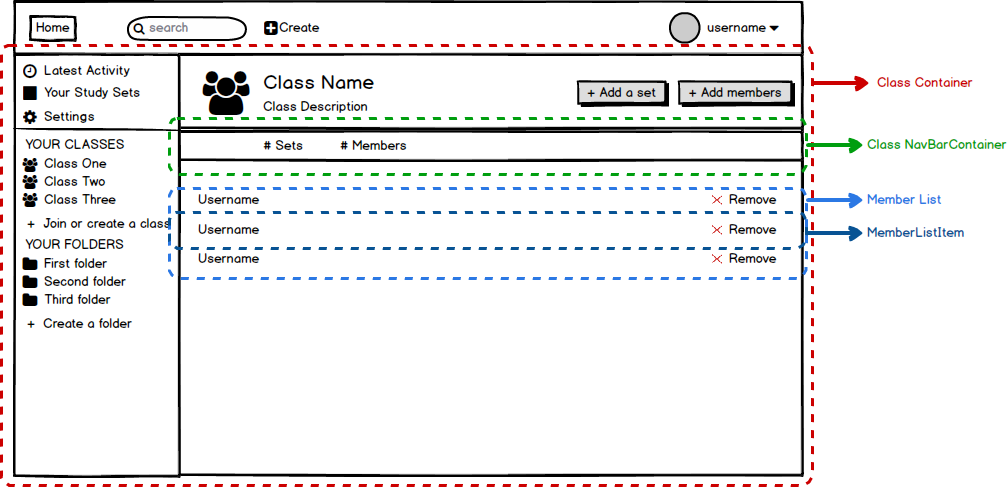 Home
search
Create
username
Latest Activity
Your Study Sets
Settings
Class Name
Class Description
+ Add a set
+ Add members
Class Container
YOUR CLASSES
Class One
Class Two
Class Three
+ Join or create a class
YOUR FOLDERS
First folder
Second folder
Third folder
+ Create a folder
# Sets
# Members
Class NavBarContainer
Username
Remove
Member List
Username
Remove
MemberListItem
Username
Remove